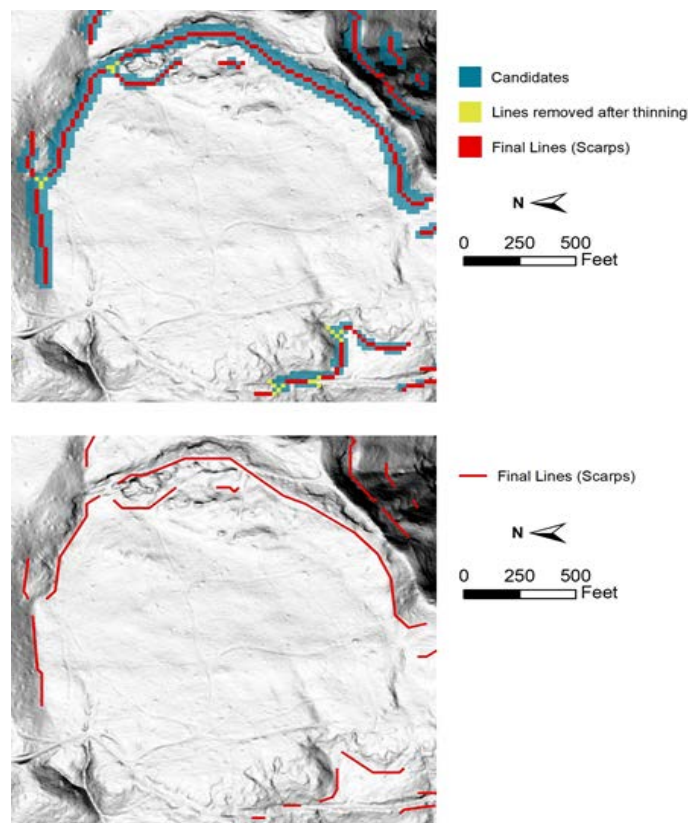 Candidates
Lines removed after thinning
Final Lines (Scarps)
N
0 250 500
Feet
Final Lines (Scarps)
N
0 250 500
Feet